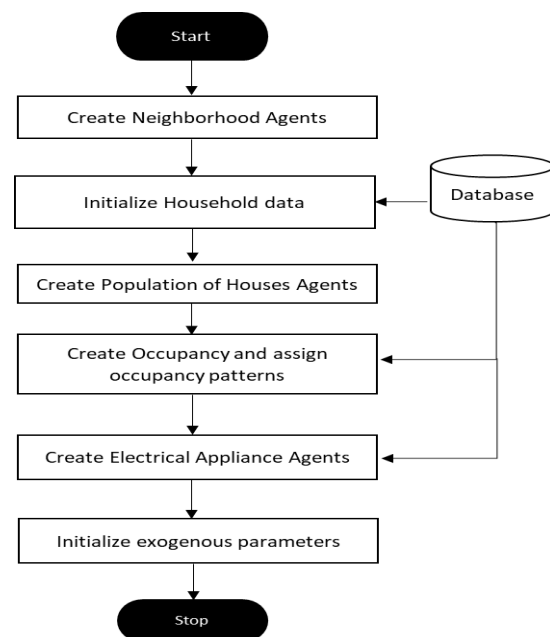 Start
Create Neighborhood Agents
Database
Initialize Household data
Create Population of Houses Agents
Create Occupancy and assign
occupancy patterns
Create Electrical Appliance Agents
Initialize exogenous parameters
Stop